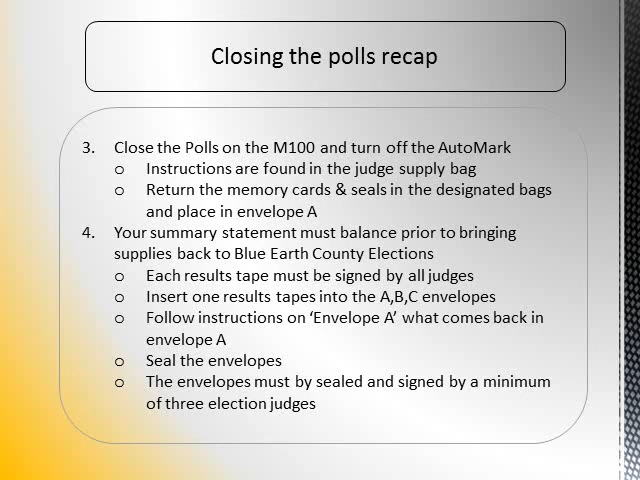 Closing the polls recap
3. Close the Polls on the M100 and turn off the AutoMark
o Instructions are found in the judge supply bag
o Return the memory cards & seals in the designated bags
and place in envelope A
4. Your summary statement must balance prior to bringing
supplies back to Blue Earth County Elections
o Each results tape must be signed by all judges
o Insert one results tapes into the A,B,C envelopes
o Follow instructions on ‘Envelope A’ what comes back in
envelope A
o Seal the envelopes
o The envelopes must by sealed and signed by a minimum
of three election judges